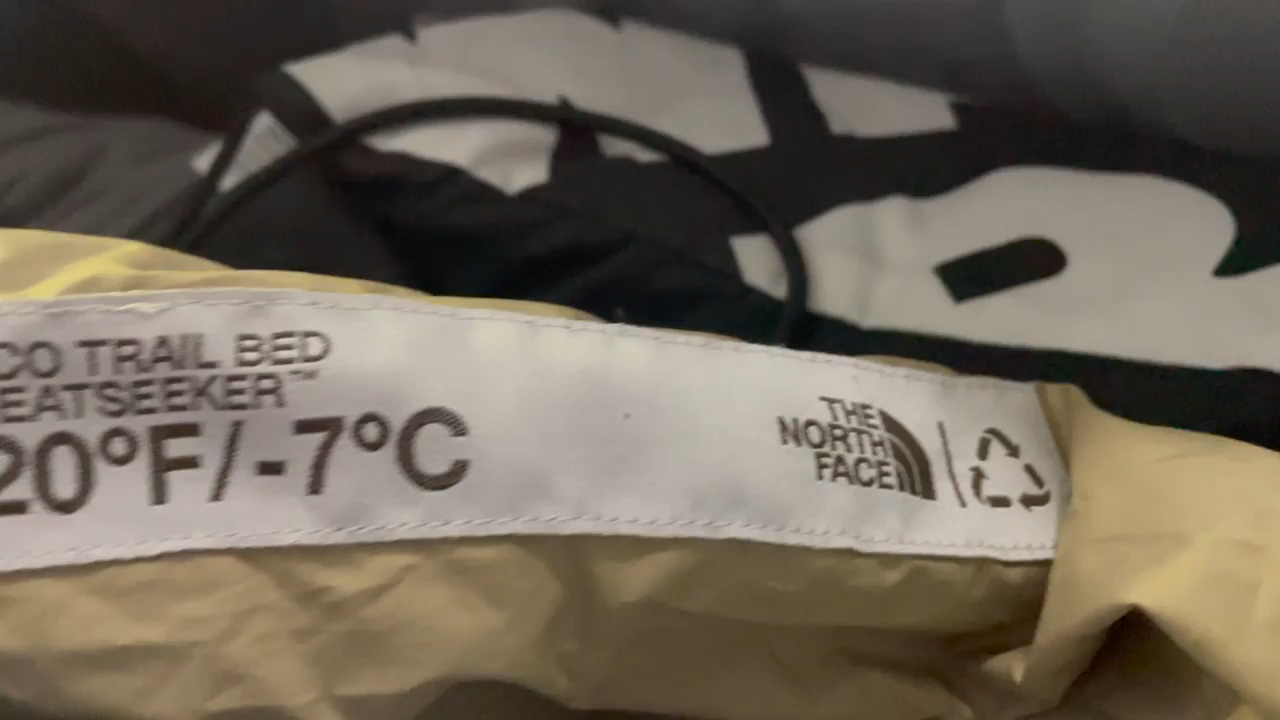 CO TRAIL BED
EATSEEKER™
20°F/-7°C
THE
NORTH
FACE